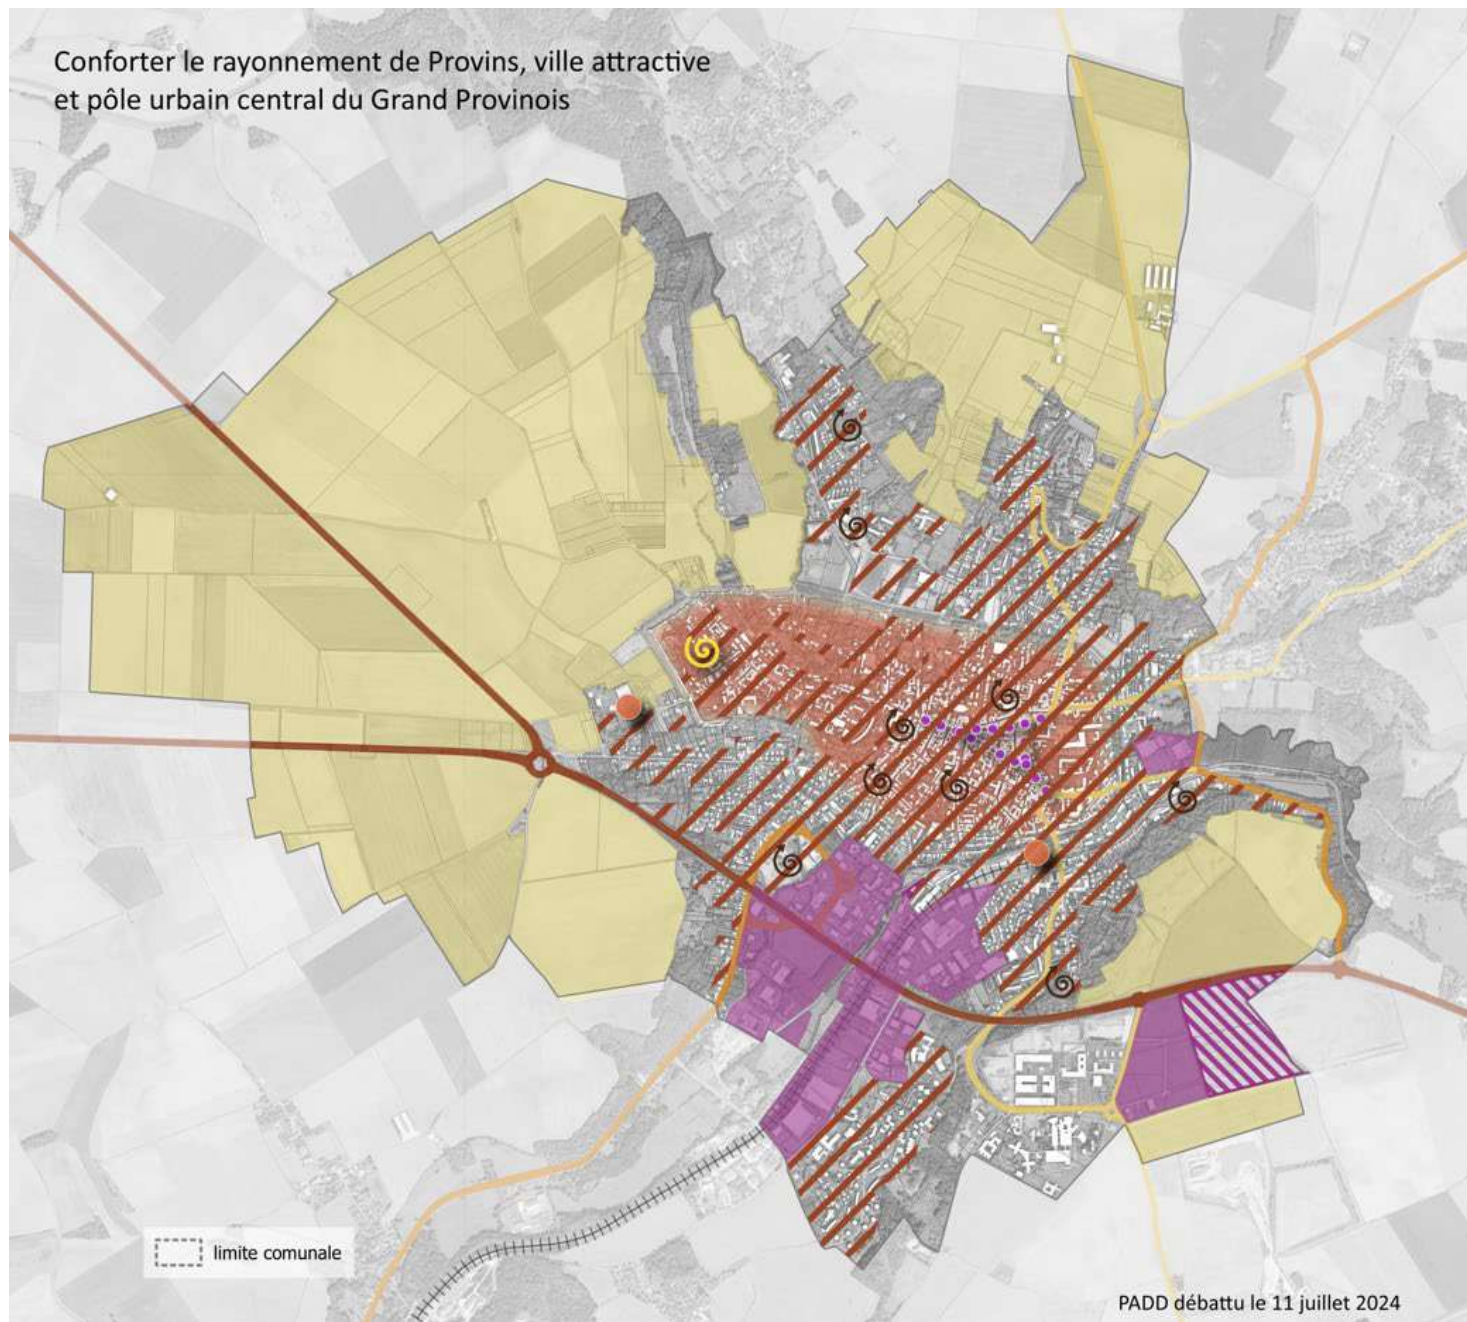 Conforter le rayonnement de Provins, ville attractive
et pôle urbain central du Grand Provinois
limite comunale
PADD débattu le 11 juillet 2024